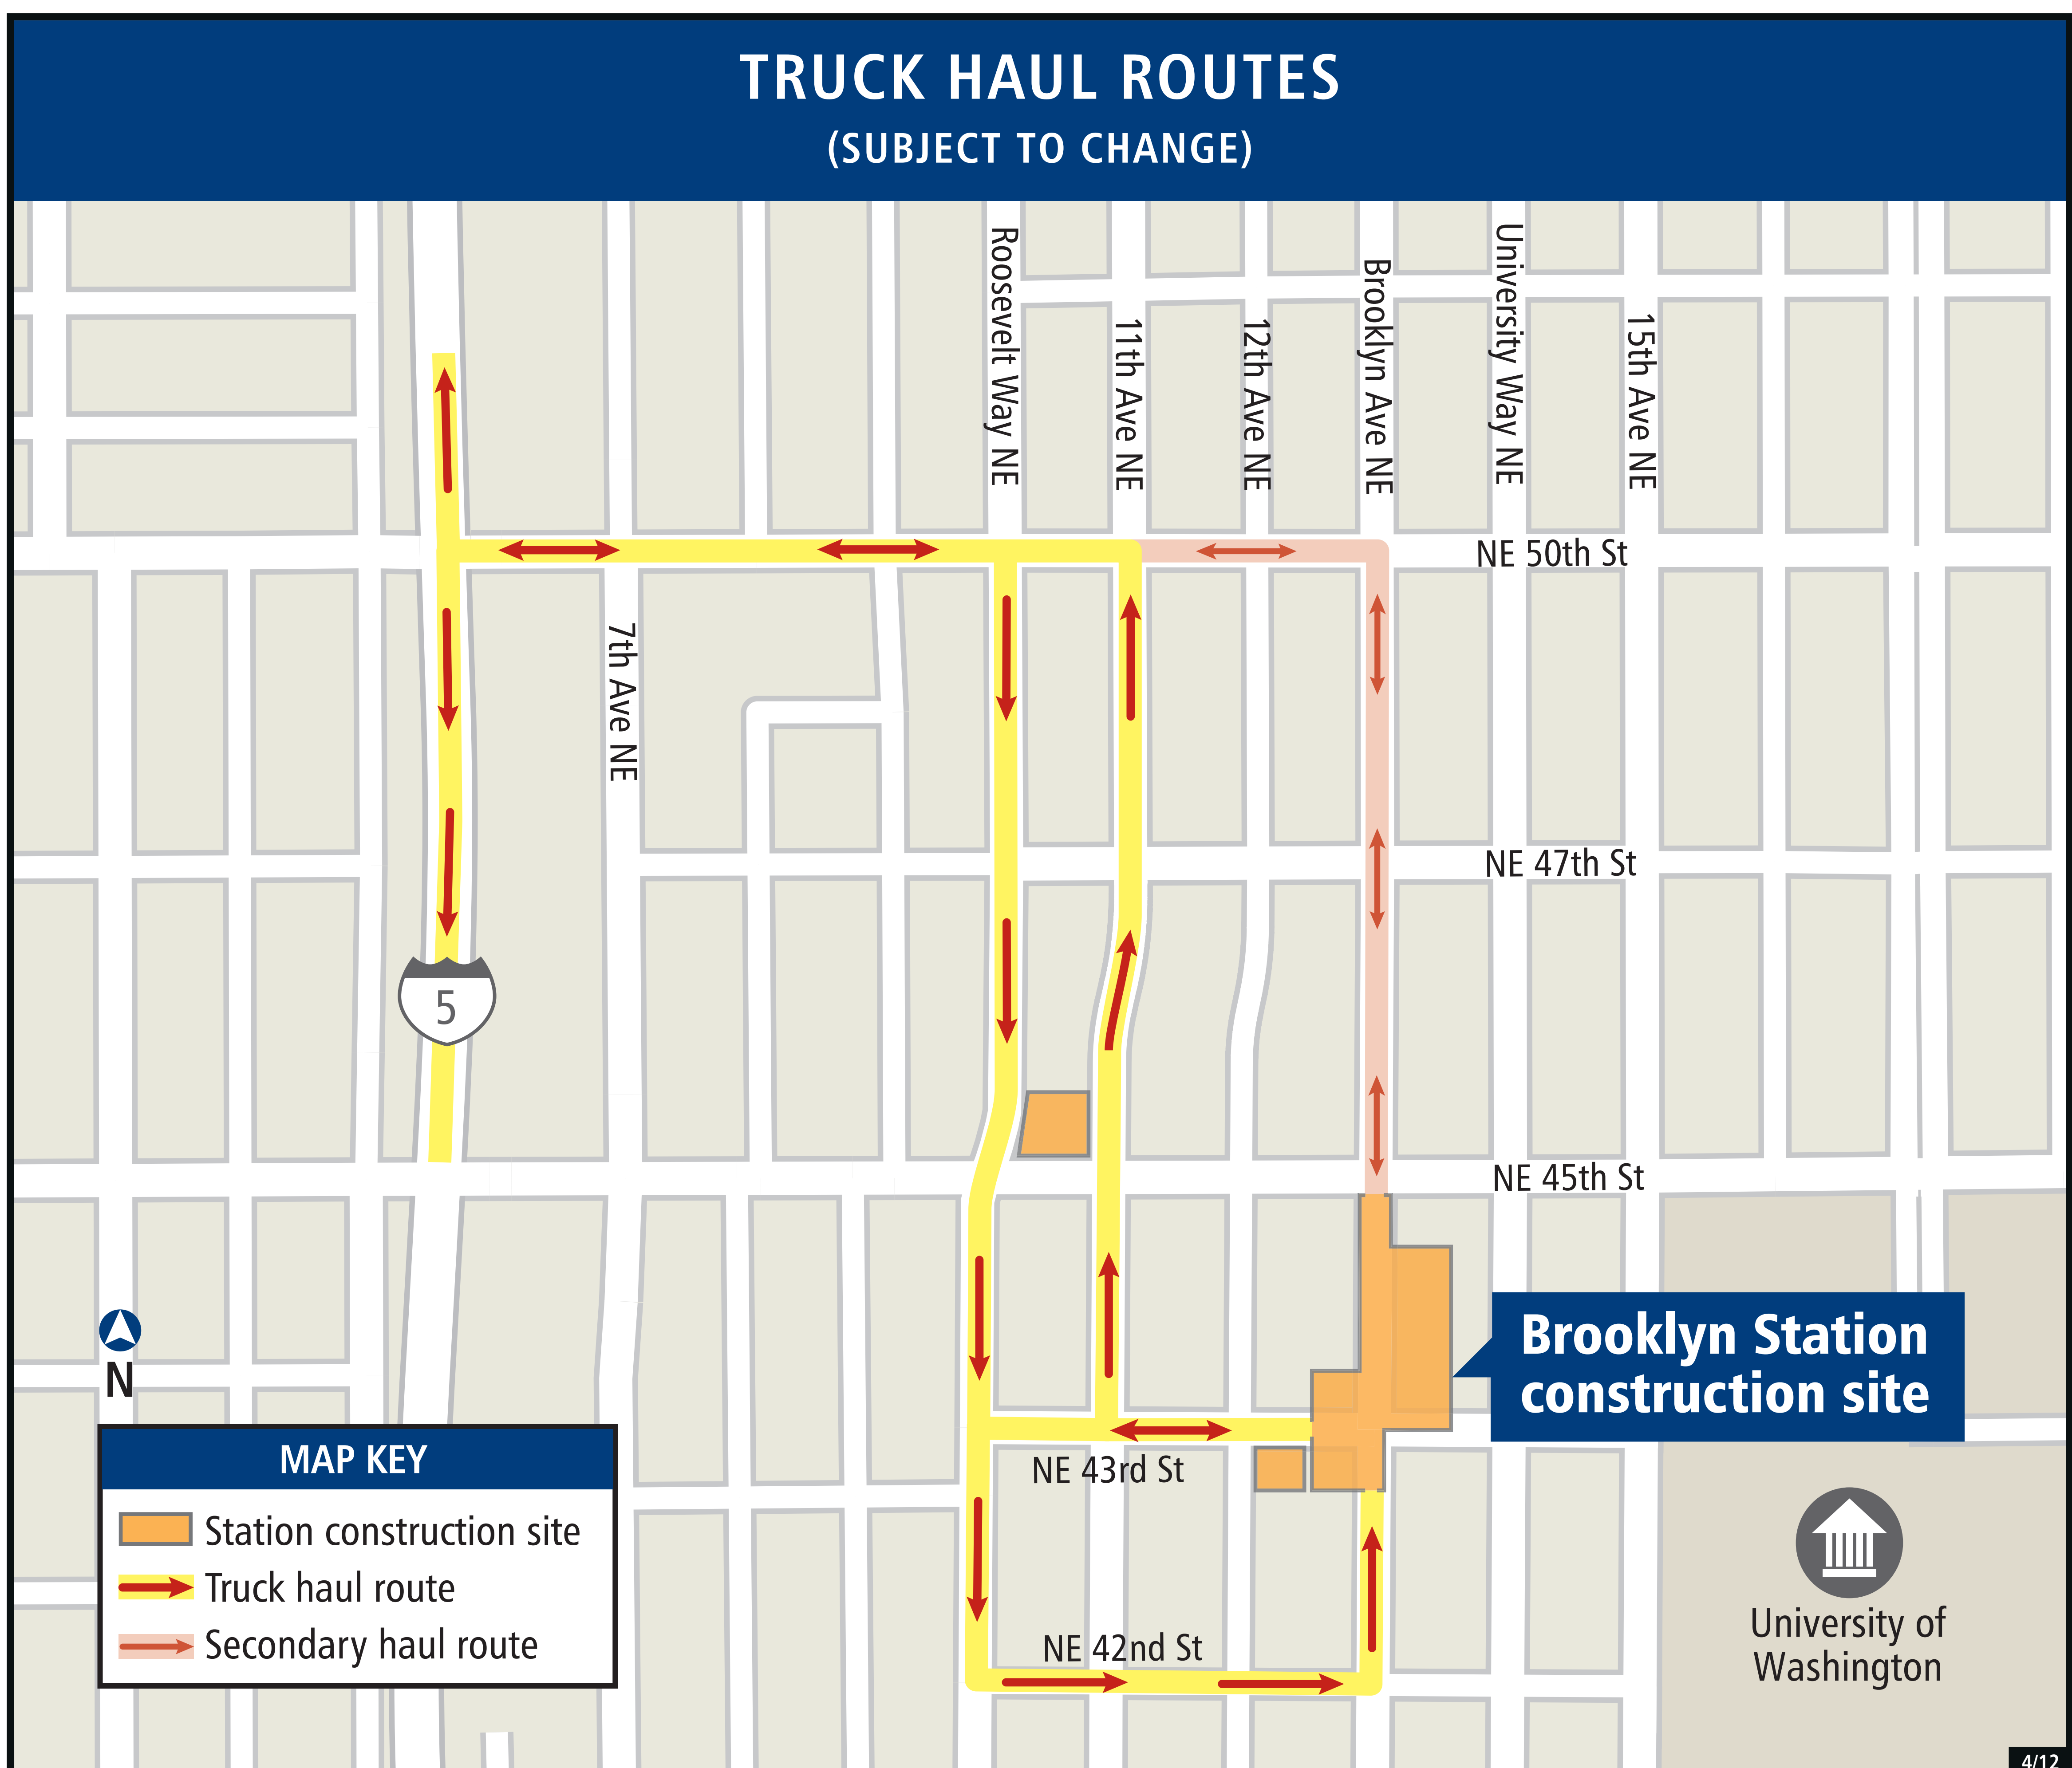 TRUCK HAUL ROUTES
(SUBJECT TO CHANGE)
Roosevelt Way NE
11th Ave NE
12th Ave NE
Brooklyn Ave NE
University Way NE
15th Ave NE
NE 50th St
7th Ave NE
NE 47th St
5
NE 45th St
Brooklyn Station
construction site
N
NE 43rd St
MAP KEY
Station construction site
Truck haul route
Secondary haul route
NE 42nd St
University of
Washington
4/12